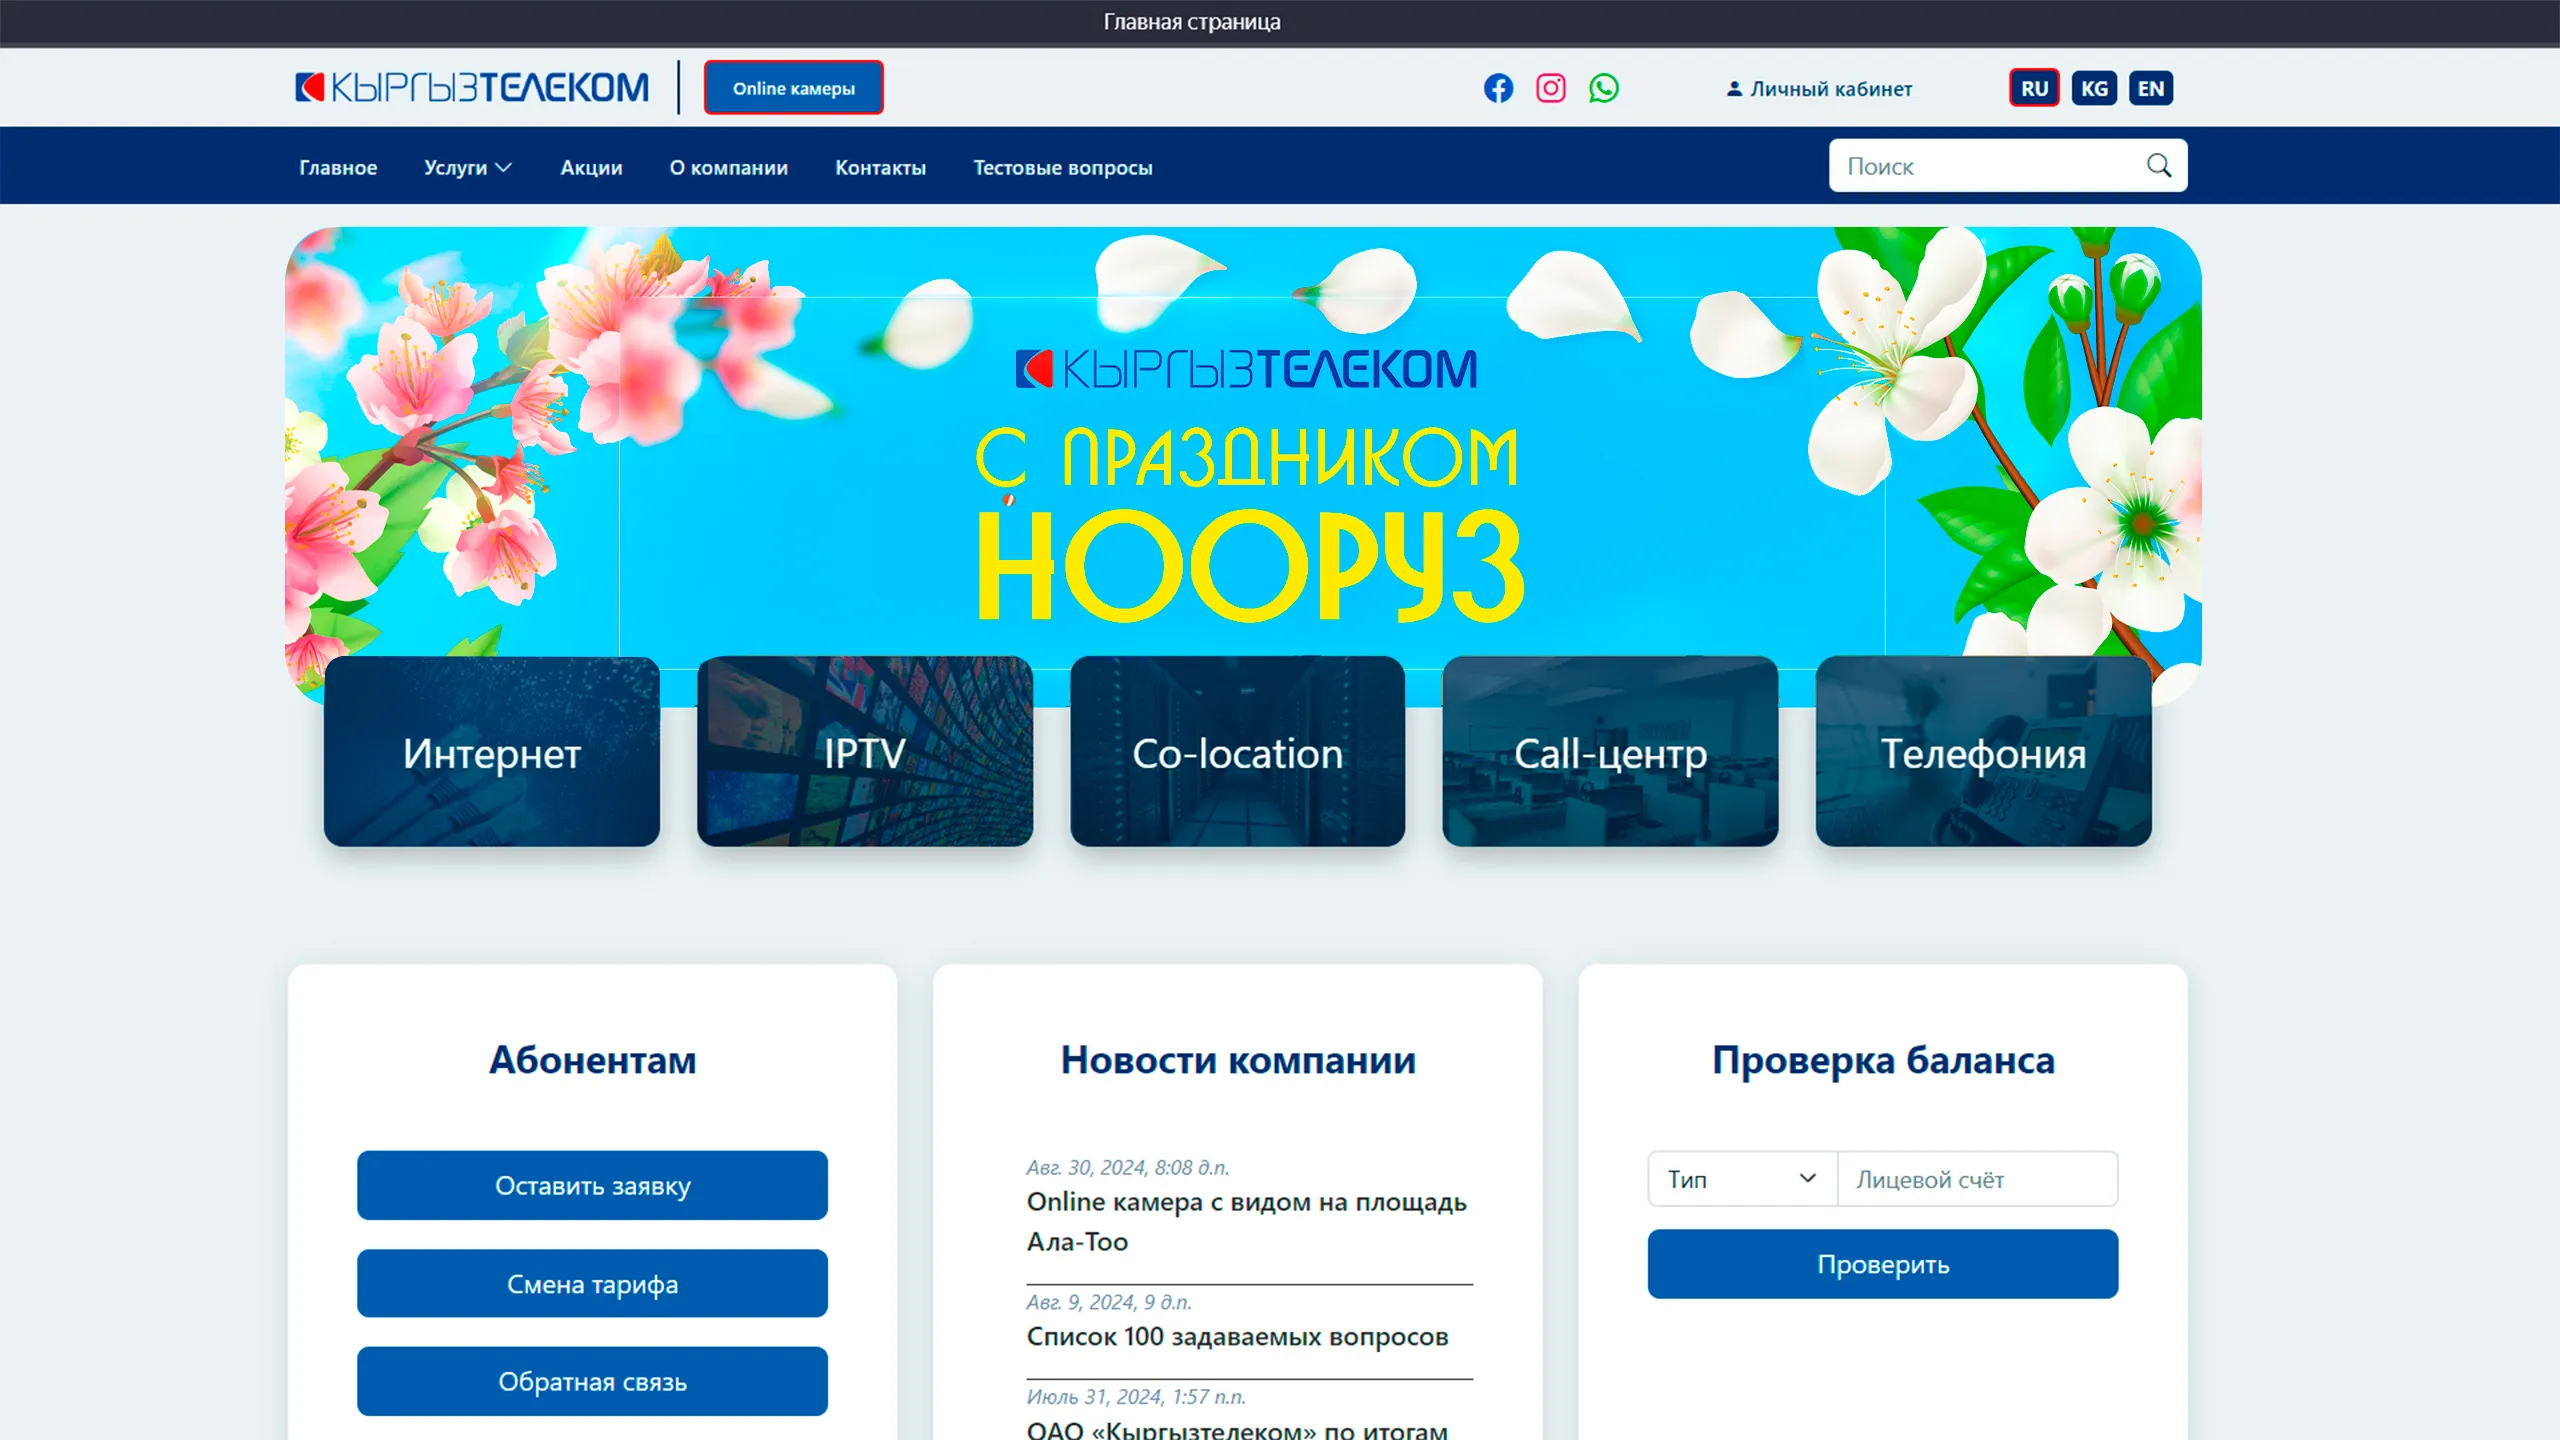 Главная страница
КЫРГЫЗТЕЛЕКОМ
Online камеры
Личный кабинет
RU
KG
EN
Главное
Услуги
Акции
О компании
Контакты
Тестовые вопросы
Поиск
КЫРГЫЗТЕЛЕКОМ
С ПРАЗДНИКОМ
НООРУЗ
Интернет
IPTV
Co-location
Call-центр
Телефония
Абонентам
Оставить заявку
Смена тарифа
Обратная связь
Новости компании
Авг. 30, 2024, 8:08 д.п.
Online камера с видом на площадь
Ала-Тоо
Авг. 9, 2024, 9 д.п.
Список 100 задаваемых вопросов
Июль 31, 2024, 1:57 п.п.
ОАО «Кыргызтелеком» по итогам
Проверка баланса
Тип
Лицевой счёт
Проверить